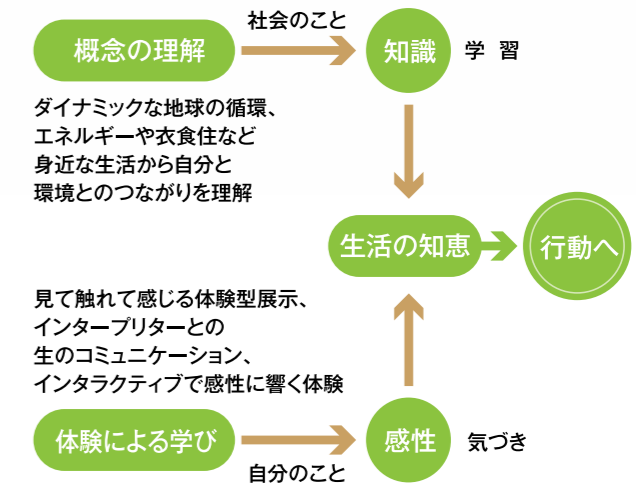 社会のこと
概念の理解
知識
学 習
ダイナミックな地球の循環、
エネルギーや衣食住など
身近な生活から自分と
環境とのつながりを理解
生活の知恵
行動へ
見て触れて感じる体験型展示、
インタープリターとの
生のコミュニケーション、
インタラクティブで感性に響く体験
体験による学び
感性
気づき
自分のこと